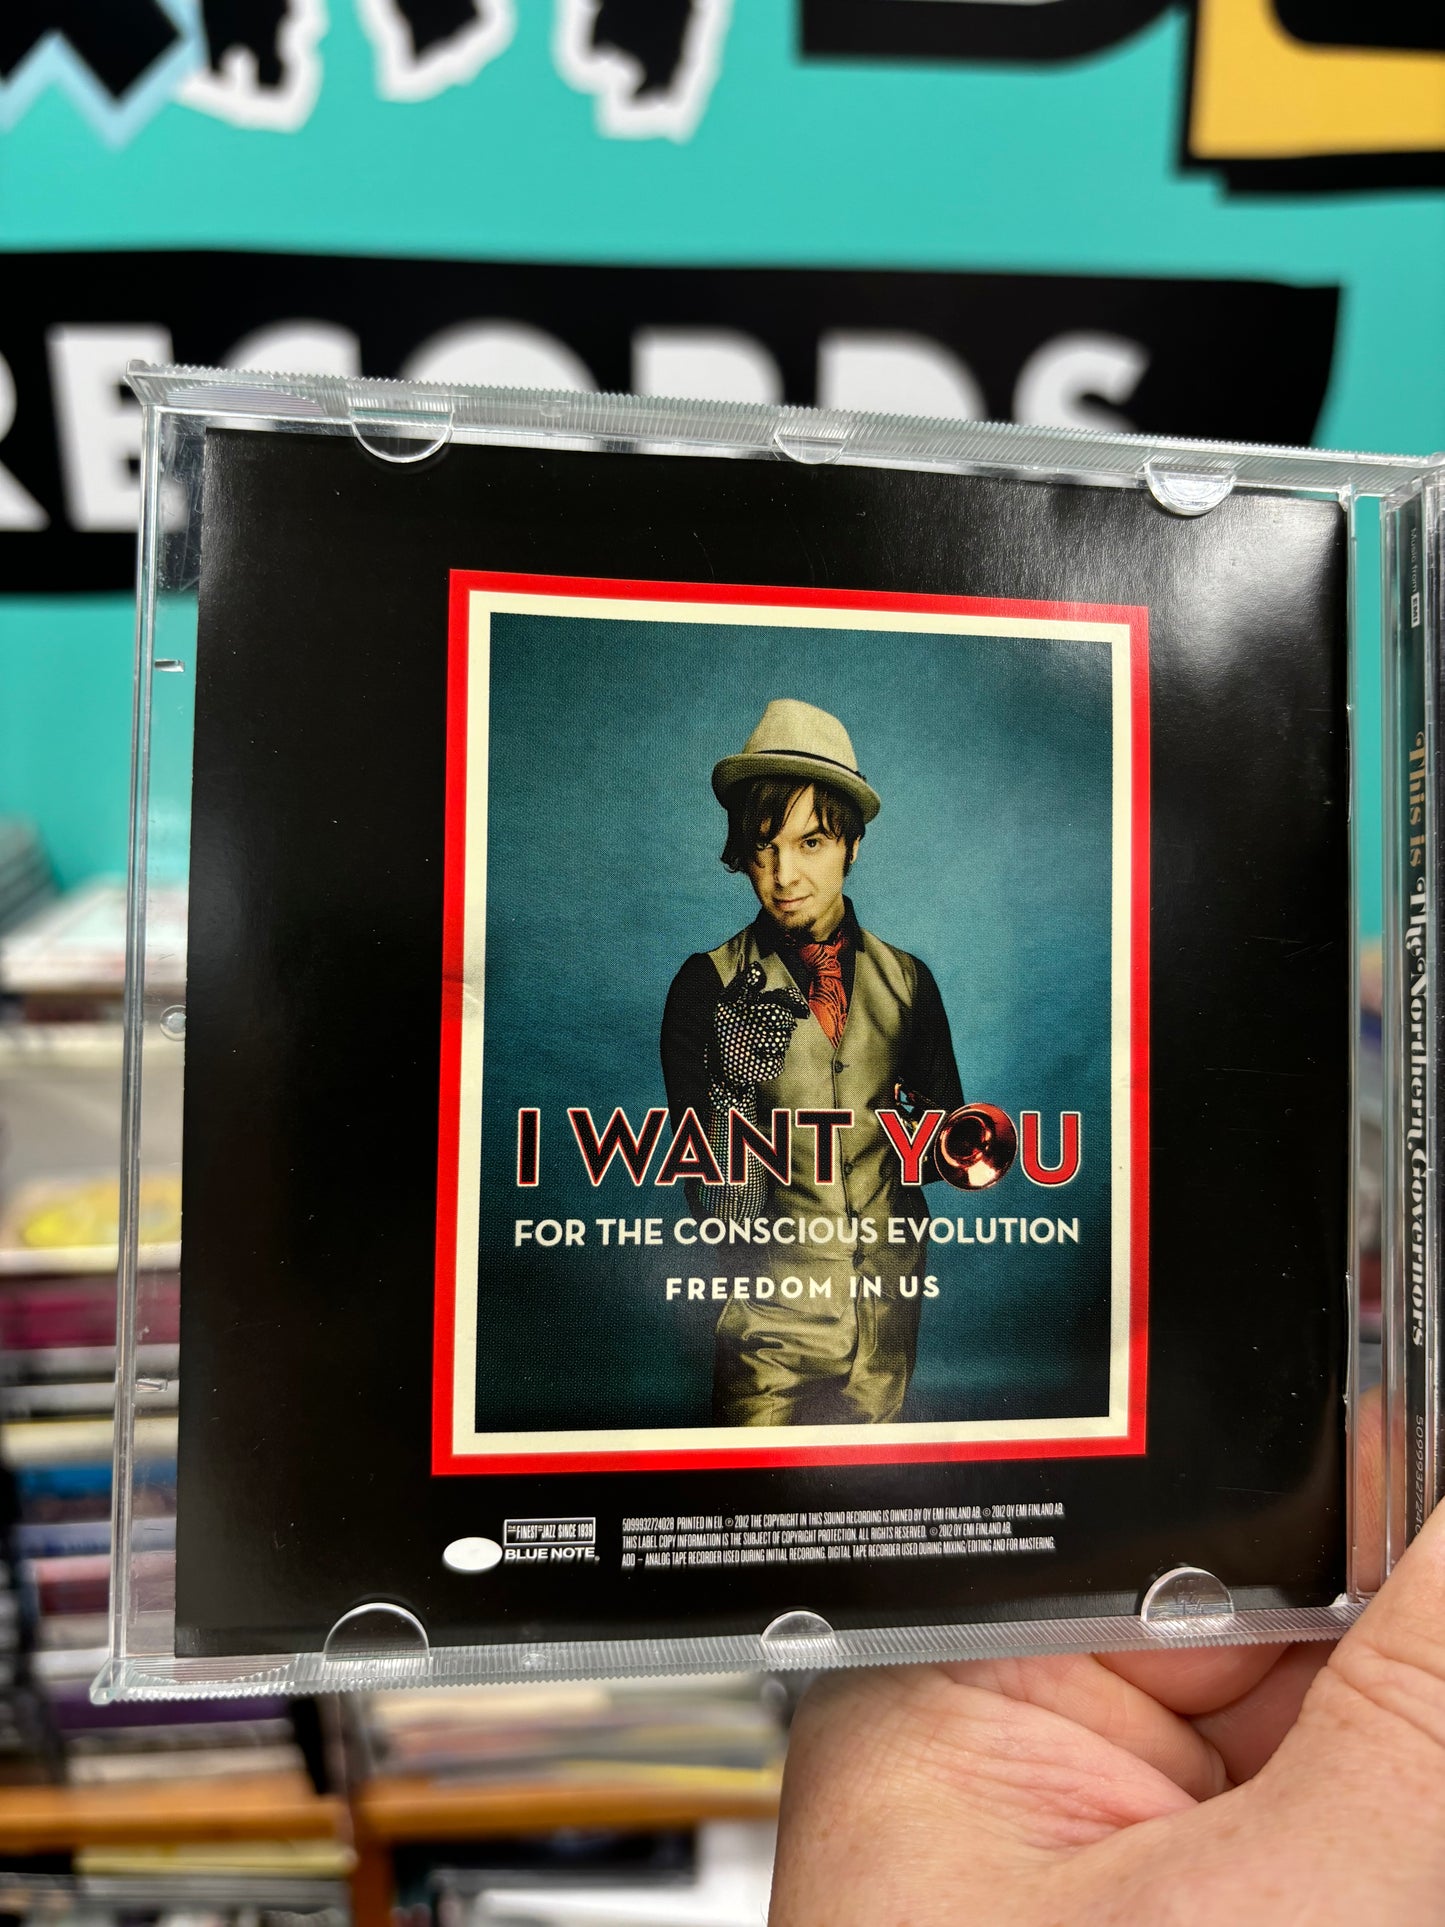 RECORDS
I WANT YOU
FOR THE CONSCIOUS EVOLUTION
FREEDOM IN US
THE FINEST IN JAZZ SINCE 1939
BLUE NOTE®
5099932724028 PRINTED IN EU. ℗ 2012 THE COPYRIGHT IN THIS SOUND RECORDING IS OWNED BY OY EMI FINLAND AB. © 2012 OY EMI FINLAND AB.
THIS LABEL COPY INFORMATION IS THE SUBJECT OF COPYRIGHT PROTECTION. ALL RIGHTS RESERVED. © 2012 OY EMI FINLAND AB.
ADD – ANALOG TAPE RECORDER USED DURING INITIAL RECORDING, DIGITAL TAPE RECORDER USED DURING MIXING/EDITING AND FOR MASTERING.
Music from EMI
This is The Northern Governors